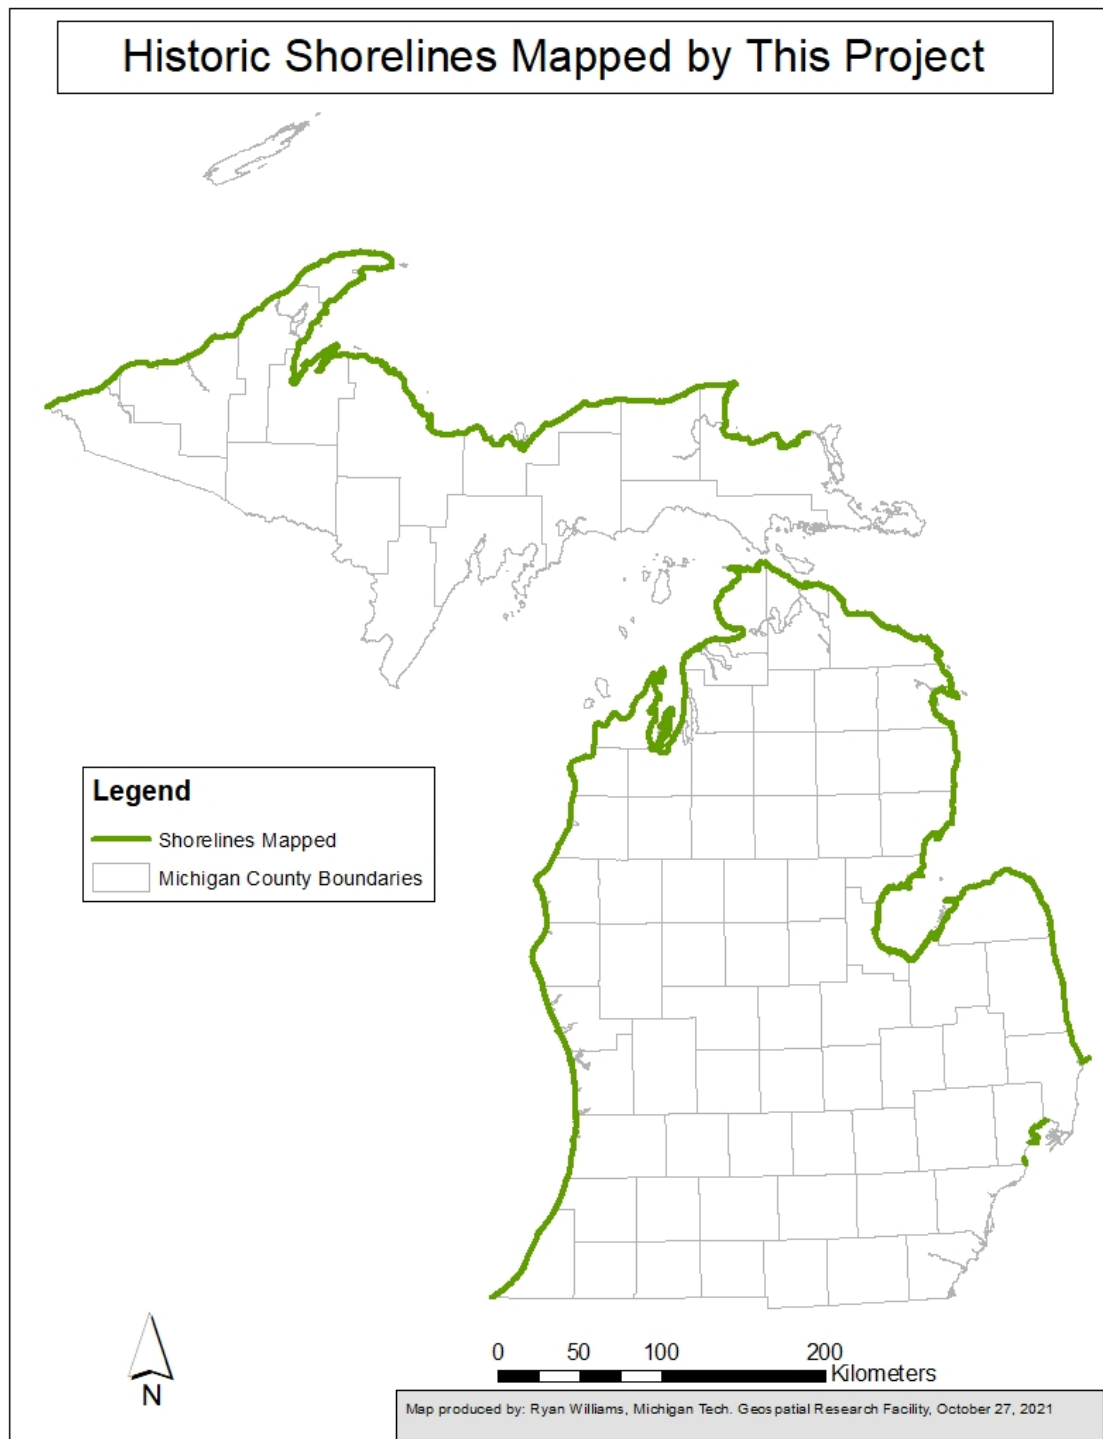 Historic Shorelines Mapped by This Project
Legend
Shorelines Mapped
Michigan County Boundaries
N
0 50 100 200
Kilometers
Map produced by: Ryan Williams, Michigan Tech. Geospatial Research Facility, October 27, 2021